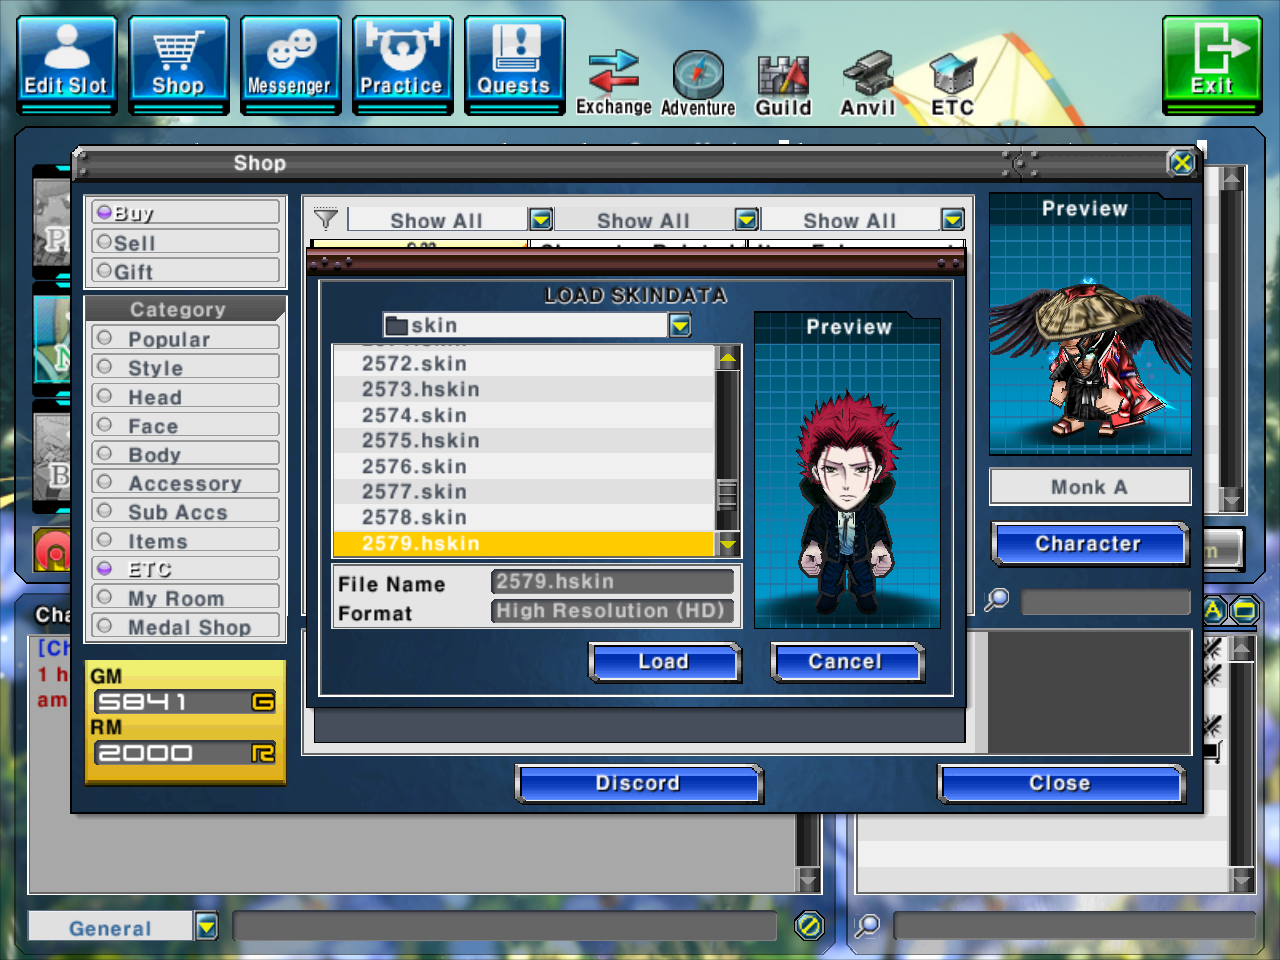 Edit Slot
Shop
Messenger
Practice
Quests
Exchange
Adventure
Guild
Anvil
ETC
Exit
Shop
Buy
Sell
Gift
Category
Popular
Style
Head
Face
Body
Accessory
Sub Accs
Items
ETC
My Room
Medal Shop
GM
5841 G
RM
2000 R
Show All
Show All
Show All
LOAD SKINDATA
skin
2572.skin
2573.hskin
2574.skin
2575.hskin
2576.skin
2577.skin
2578.skin
2579.hskin
File Name
2579.hskin
Format
High Resolution (HD)
Preview
Load
Cancel
Preview
Monk A
Character
Discord
Close
Cha
[Ch
1 h
am
General